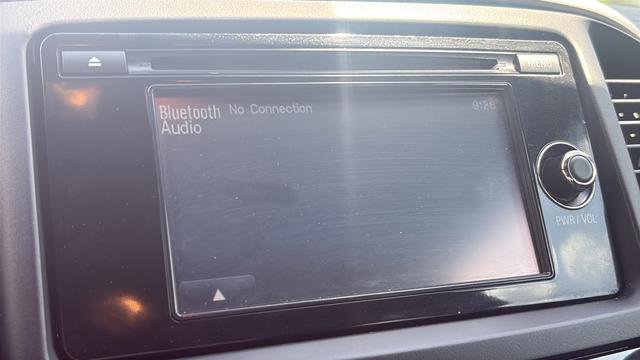 MENU
Bluetooth No Connection 9:26
Audio
PWR / VOL